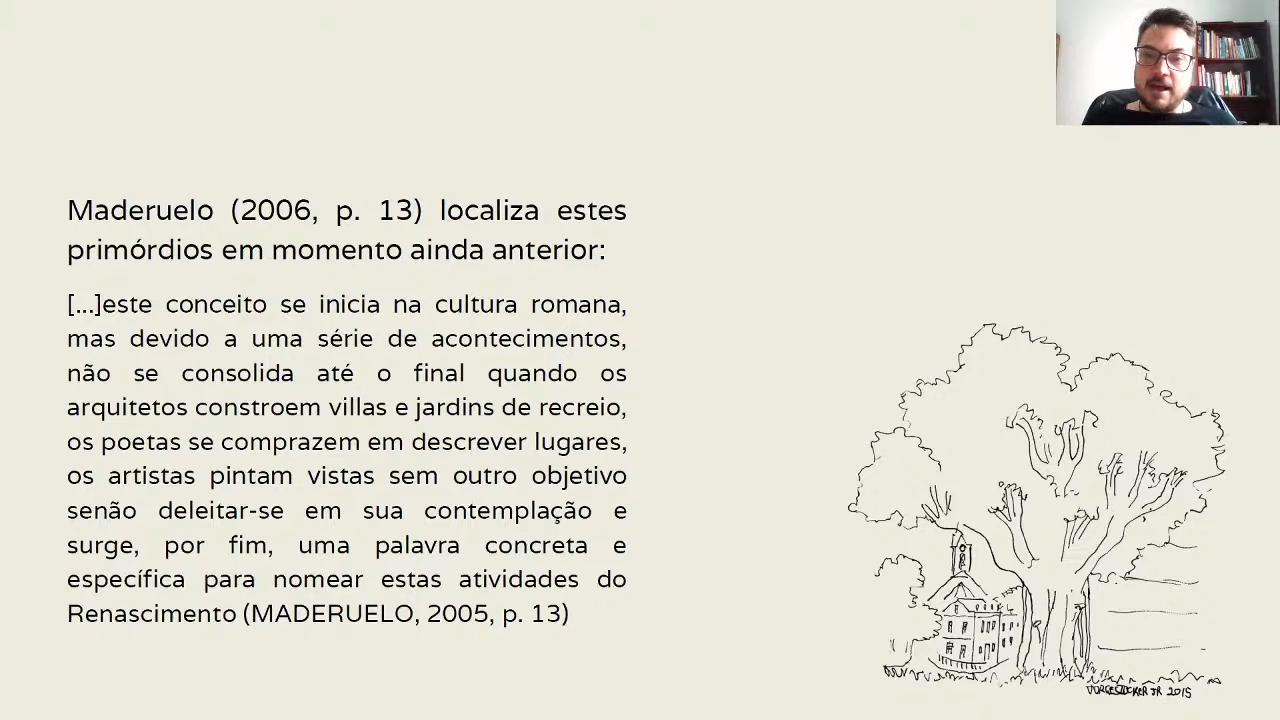 Maderuelo (2006, p. 13) localiza estes
primórdios em momento ainda anterior:
[...]este conceito se inicia na cultura romana,
mas devido a uma série de acontecimentos,
não se consolida até o final quando os
arquitetos constroem villas e jardins de recreio,
os poetas se comprazem em descrever lugares,
os artistas pintam vistas sem outro objetivo
senão deleitar-se em sua contemplação e
surge, por fim, uma palavra concreta e
específica para nomear estas atividades do
Renascimento (MADERUELO, 2005, p. 13)
JR 2015